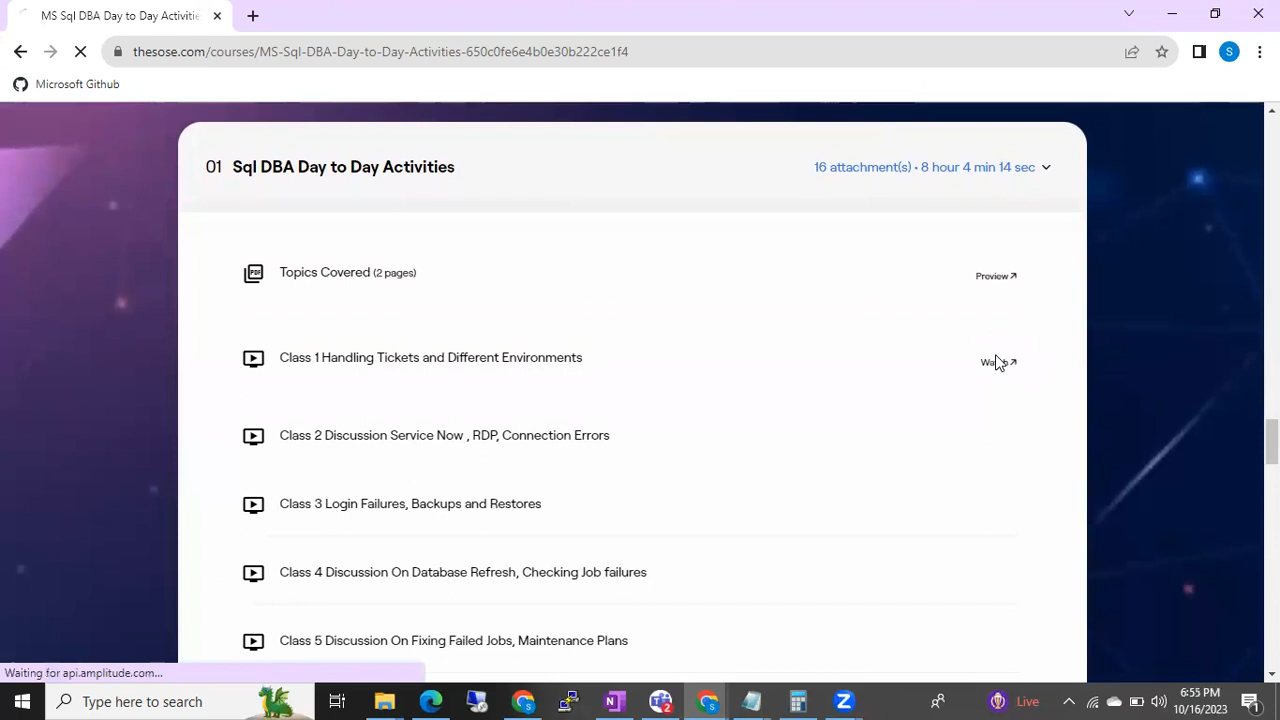 MS Sql DBA Day to Day Activitie
thesose.com/courses/MS-Sql-DBA-Day-to-Day-Activities-650c0fe6e4b0e30b222ce1f4
S
Microsoft Github
01 Sql DBA Day to Day Activities
16 attachment(s) • 8 hour 4 min 14 sec
PDF
Topics Covered (2 pages)
Preview
Class 1 Handling Tickets and Different Environments
Class 2 Discussion Service Now , RDP, Connection Errors
Class 3 Login Failures, Backups and Restores
Class 4 Discussion On Database Refresh, Checking Job failures
Class 5 Discussion On Fixing Failed Jobs, Maintenance Plans
Waiting for api.amplitude.com...
Type here to search
Live
6:55 PM
10/16/2023